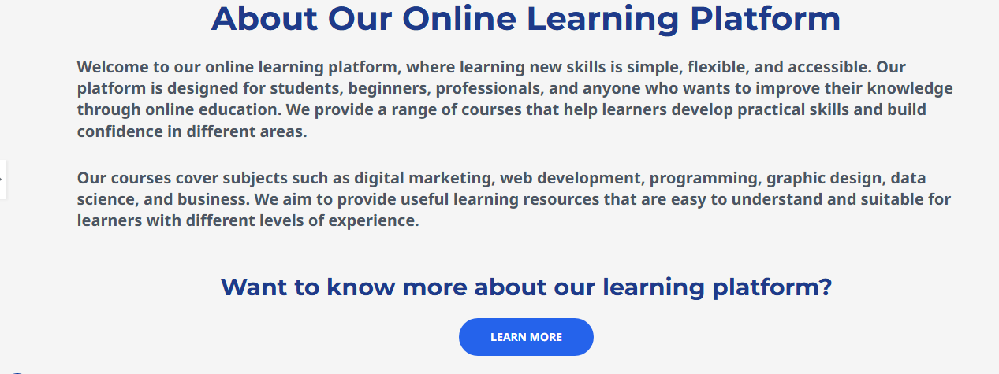 About Our Online Learning Platform
Welcome to our online learning platform, where learning new skills is simple, flexible, and accessible. Our
platform is designed for students, beginners, professionals, and anyone who wants to improve their knowledge
through online education. We provide a range of courses that help learners develop practical skills and build
confidence in different areas.
Our courses cover subjects such as digital marketing, web development, programming, graphic design, data
science, and business. We aim to provide useful learning resources that are easy to understand and suitable for
learners with different levels of experience.
Want to know more about our learning platform?
LEARN MORE